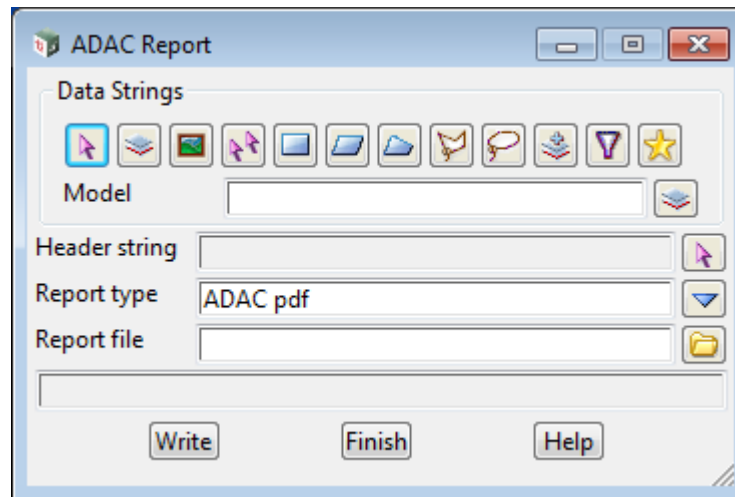 ADAC Report
Data Strings
Model
Header string
Report type ADAC pdf
Report file
Write Finish Help